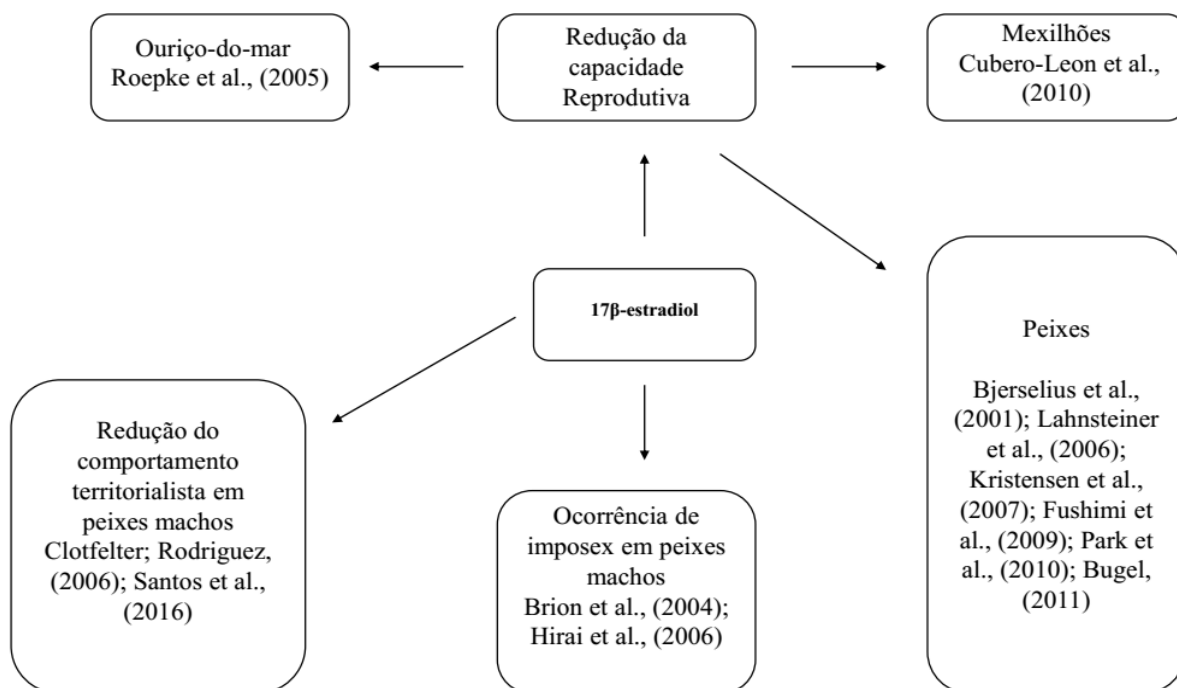 Ouriço-do-mar
Roepke et al., (2005)
Redução da
capacidade
Reprodutiva
Mexilhões
Cubero-Leon et al.,
(2010)
17β-estradiol
Peixes
Bjerselius et al.,
(2001); Lahnsteiner
et al., (2006);
Kristensen et al.,
(2007); Fushimi et
al., (2009); Park et
al., (2010); Bugel,
(2011)
Redução do
comportamento
territorialista em
peixes machos
Clotfelter; Rodriguez,
(2006); Santos et al.,
(2016)
Ocorrência de
imposex em peixes
machos
Brion et al., (2004);
Hirai et al., (2006)